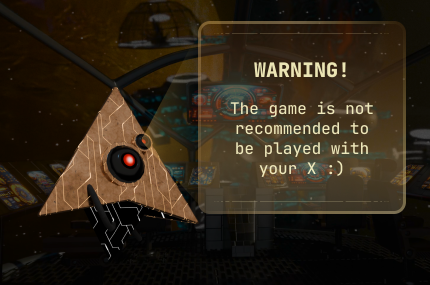 WARNING!
The game is not
recommended to
be played with
your X :)